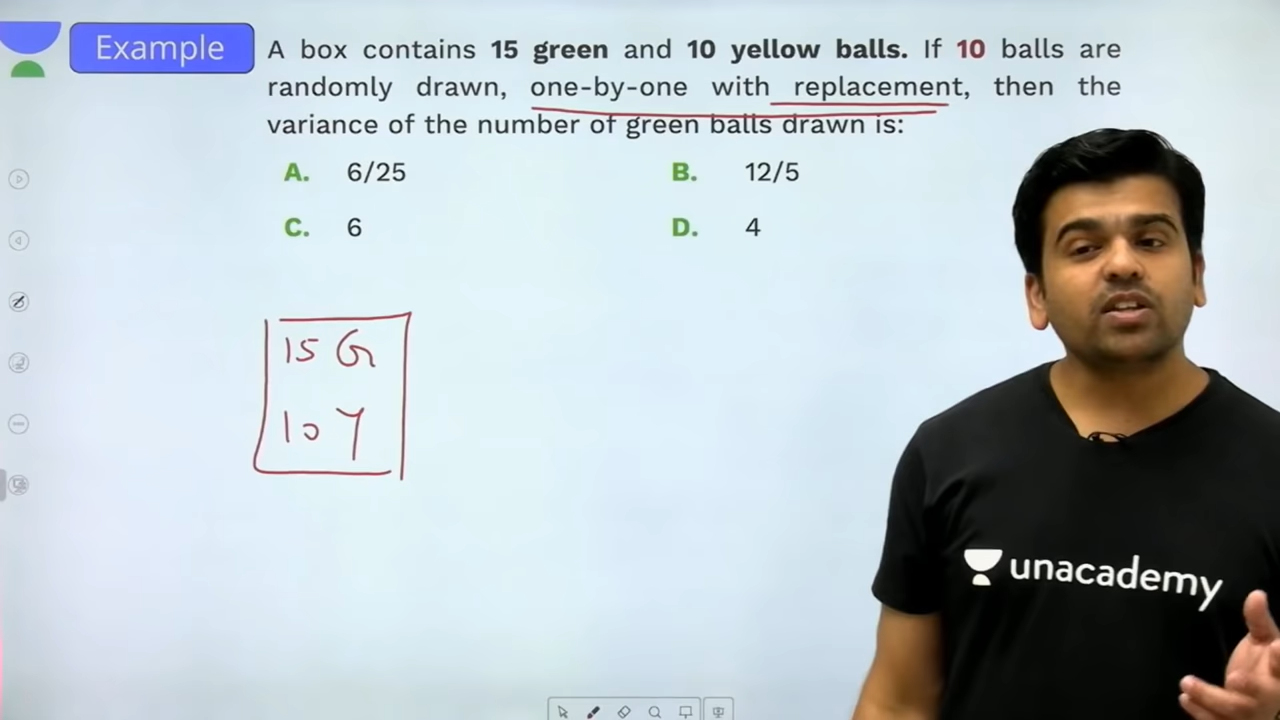 Example
A box contains 15 green and 10 yellow balls. If 10 balls are
randomly drawn, one-by-one with replacement, then the
variance of the number of green balls drawn is:
A. 6/25
B. 12/5
C. 6
D. 4
15 G
10 Y
unacademy